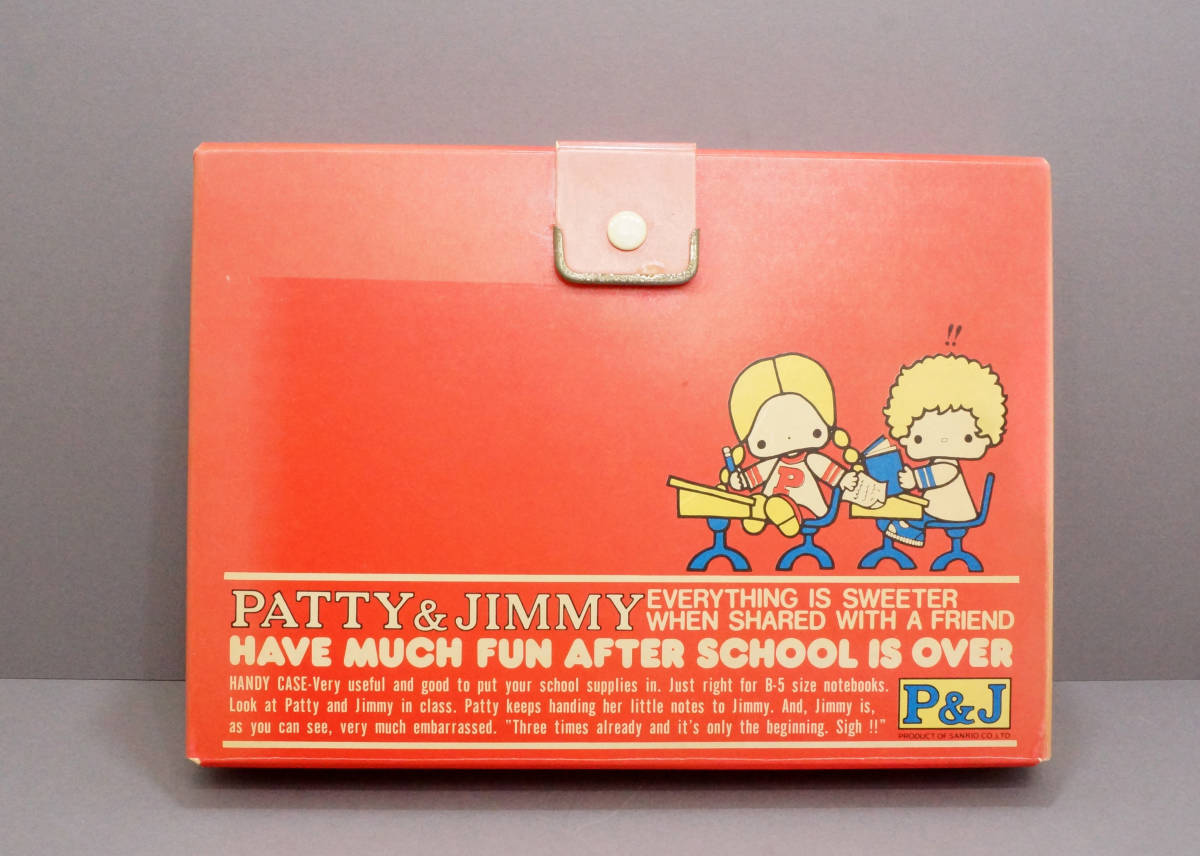 !!
P
PATTY & JIMMY
EVERYTHING IS SWEETER
WHEN SHARED WITH A FRIEND
HAVE MUCH FUN AFTER SCHOOL IS OVER
HANDY CASE-Very useful and good to put your school supplies in. Just right for B-5 size notebooks.
Look at Patty and Jimmy in class. Patty keeps handing her little notes to Jimmy. And, Jimmy is,
as you can see, very much embarrassed. "Three times already and it's only the beginning. Sigh !!"
P&J
PRODUCT OF SANRIO CO.,LTD